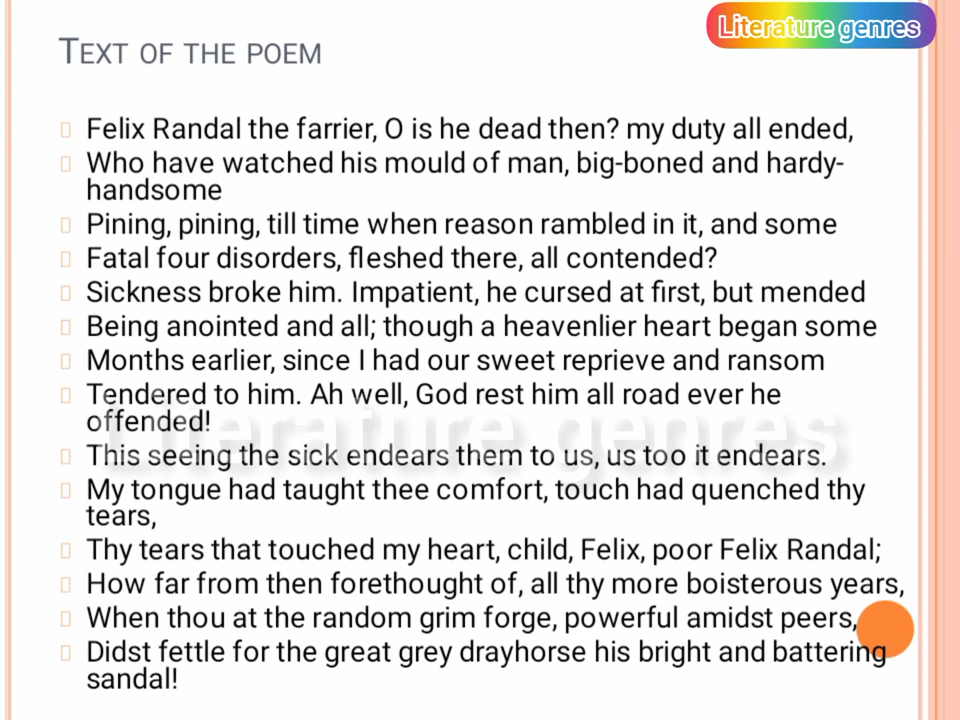 Literature genres
TEXT OF THE POEM
Felix Randal the farrier, O is he dead then? my duty all ended,
Who have watched his mould of man, big-boned and hardy-
handsome
Pining, pining, till time when reason rambled in it, and some
Fatal four disorders, fleshed there, all contended?
Sickness broke him. Impatient, he cursed at first, but mended
Being anointed and all; though a heavenlier heart began some
Months earlier, since I had our sweet reprieve and ransom
Tendered to him. Ah well, God rest him all road ever he
offended!
Literature genres
This seeing the sick endears them to us, us too it endears.
My tongue had taught thee comfort, touch had quenched thy
tears,
Thy tears that touched my heart, child, Felix, poor Felix Randal;
How far from then forethought of, all thy more boisterous years,
When thou at the random grim forge, powerful amidst peers,
Didst fettle for the great grey drayhorse his bright and battering
sandal!